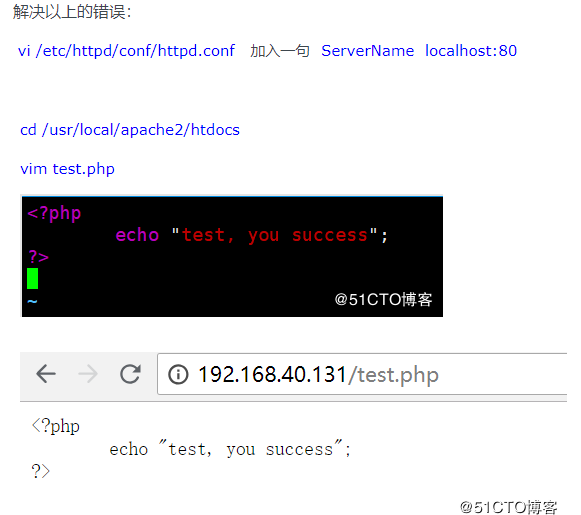 解决以上的错误：
vi /etc/httpd/conf/httpd.conf 加入一句 ServerName localhost:80
cd /usr/local/apache2/htdocs
vim test.php
<?php
echo "test, you success";
?>
~
@51CTO博客
192.168.40.131/test.php
<?php
echo "test, you success";
?>
@51CTO博客